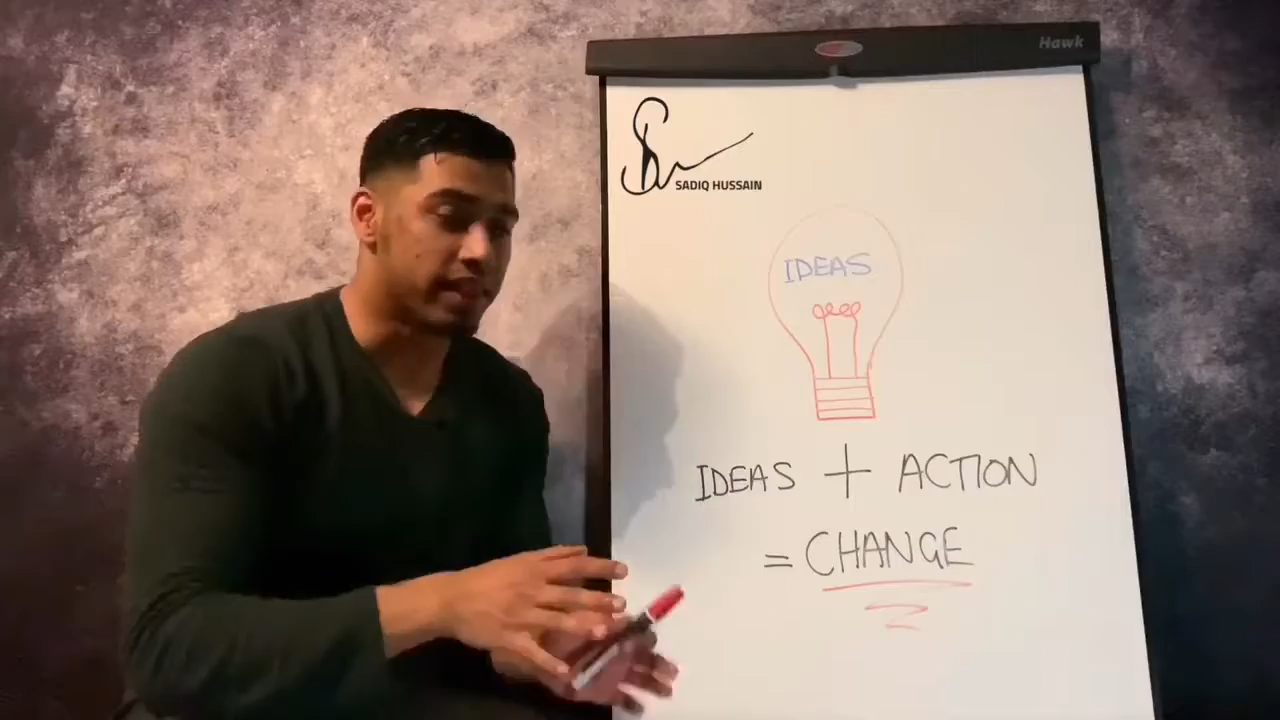 Hawk
SADIQ HUSSAIN
IDEAS
IDEAS + ACTION
= CHANGE